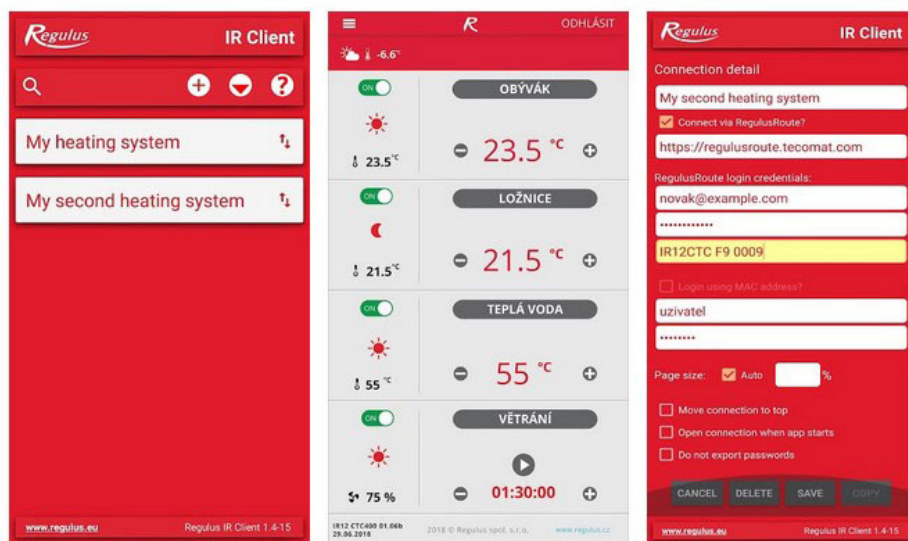 Regulus
IR Client
My heating system
My second heating system
www.regulus.eu Regulus IR Client 1.4-15
R ODHLÁSIT
-6.6°C
ON OBÝVÁK
23.5 °C
23.5 °C
ON LOŽNICE
21.5 °C
21.5 °C
ON TEPLÁ VODA
55 °C
55 °C
ON VĚTRÁNÍ
75 % 01:30:00
IR12 CTC400 01.06b
29.06.2018
2018 © Regulus spol. s r.o. www.regulus.cz
Regulus
IR Client
Connection detail
My second heating system
Connect via RegulusRoute?
https://regulusroute.tecomat.com
RegulusRoute login credentials:
novak@example.com
••••••••••••
IR12CTC F9 0009
Login using MAC address?
uzivatel
••••••••
Page size: Auto %
Move connection to top
Open connection when app starts
Do not export passwords
CANCEL DELETE SAVE COPY
www.regulus.eu Regulus IR Client 1.4-15